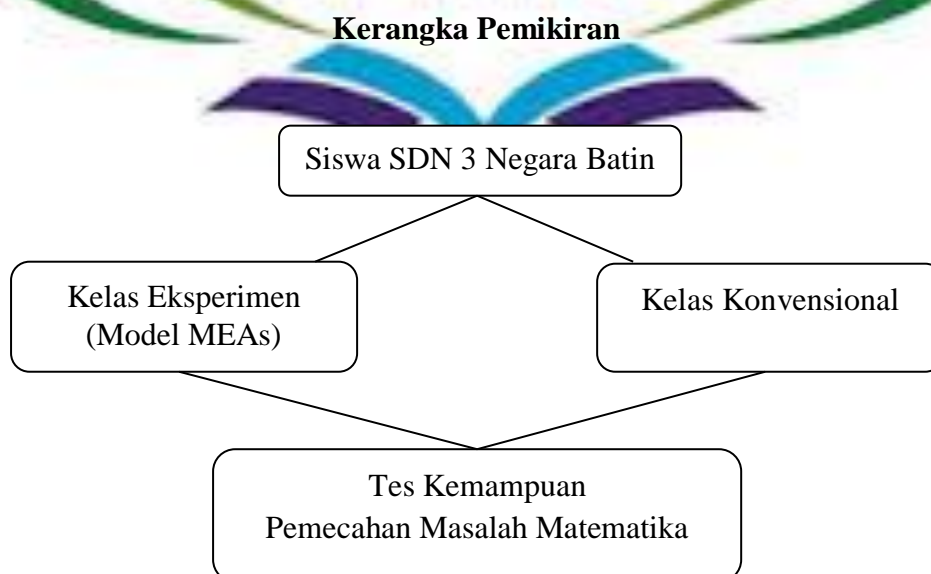 Kerangka Pemikiran
Siswa SDN 3 Negara Batin
Kelas Eksperimen
(Model MEAs)
Kelas Konvensional
Tes Kemampuan
Pemecahan Masalah Matematika